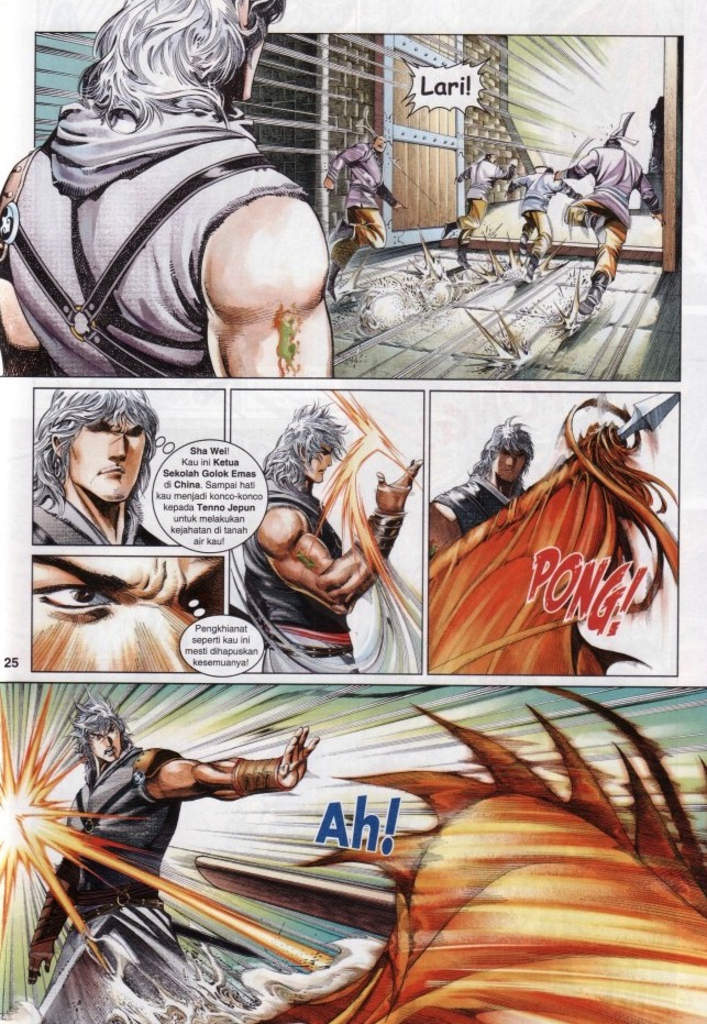 Lari!
Sha Wei!
Kau ini Ketua
Sekolah Golok Emas
di China. Sampai hati
kau menjadi konco-konco
kepada Tenno Jepun
untuk melakukan
kejahatan di tanah
air kau!
PONG!
Pengkhianat
seperti kau ini
mesti dihapuskan
kesemuanya!
25
Ah!